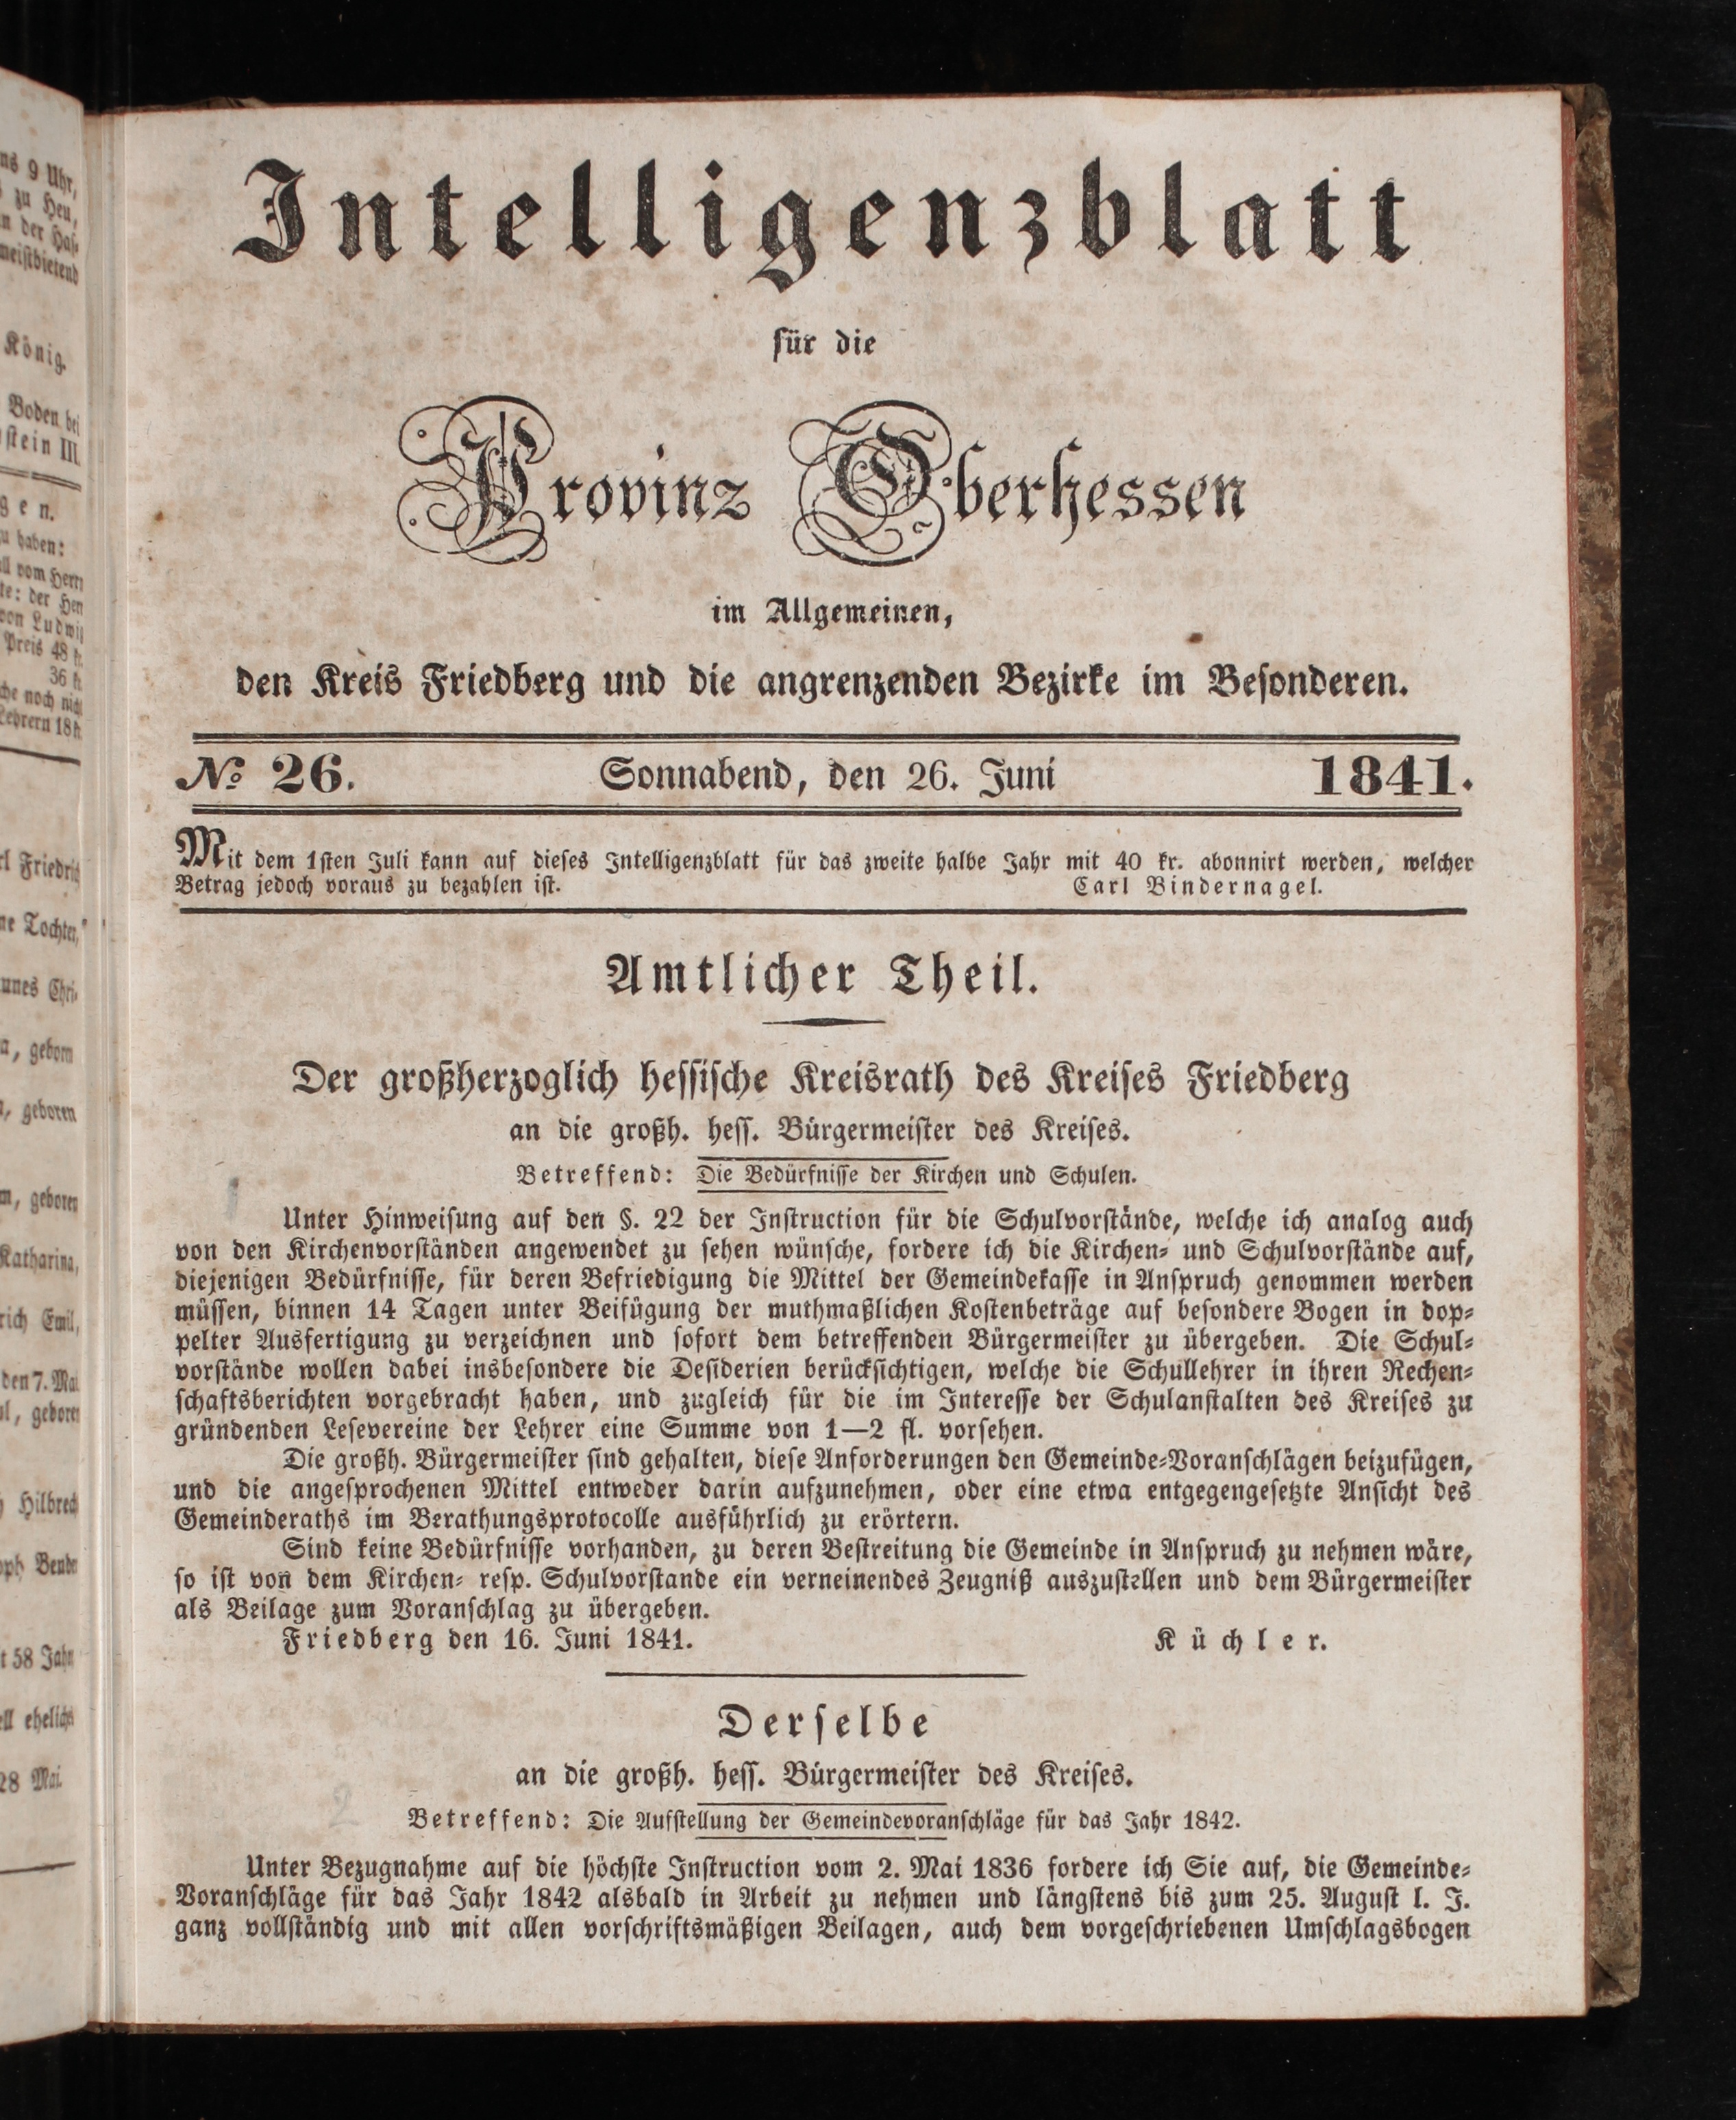 Intelligenzblatt
für die
Provinz Oberhessen
im Allgemeinen,
den Kreis Friedberg und die angrenzenden Bezirke im Beſonderen.
№ 26. Sonnabend, den 26. Juni 1841.
Mit dem 1ſten Juli kann auf dieſes Intelligenzblatt für das zweite halbe Jahr mit 40 kr. abonnirt werden, welcher
Betrag jedoch voraus zu bezahlen iſt. Carl Bindernagel.
Amtlicher Theil.
Der großherzoglich heſſiſche Kreisrath des Kreiſes Friedberg
an die großh. heſſ. Bürgermeiſter des Kreiſes.
Betreffend: Die Bedürfniſſe der Kirchen und Schulen.
Unter Hinweiſung auf den §. 22 der Inſtruction für die Schulvorſtände, welche ich analog auch
von den Kirchenvorſtänden angewendet zu ſehen wünſche, fordere ich die Kirchen- und Schulvorſtände auf,
diejenigen Bedürfniſſe, für deren Befriedigung die Mittel der Gemeindekaſſe in Anſpruch genommen werden
müſſen, binnen 14 Tagen unter Beifügung der muthmaßlichen Koſtenbeträge auf beſondere Bogen in dop-
pelter Ausfertigung zu verzeichnen und ſofort dem betreffenden Bürgermeiſter zu übergeben. Die Schul-
vorſtände wollen dabei insbeſondere die Deſiderien berückſichtigen, welche die Schullehrer in ihren Rechen-
ſchaftsberichten vorgebracht haben, und zugleich für die im Intereſſe der Schulanſtalten des Kreiſes zu
gründenden Leſevereine der Lehrer eine Summe von 1—2 fl. vorſehen.
Die großh. Bürgermeiſter ſind gehalten, dieſe Anforderungen den Gemeinde-Voranſchlägen beizufügen,
und die angeſprochenen Mittel entweder darin aufzunehmen, oder eine etwa entgegengeſetzte Anſicht des
Gemeinderaths im Berathungsprotocolle ausführlich zu erörtern.
Sind keine Bedürfniſſe vorhanden, zu deren Beſtreitung die Gemeinde in Anſpruch zu nehmen wäre,
ſo iſt von dem Kirchen- reſp. Schulvorſtande ein verneinendes Zeugniß auszuſtellen und dem Bürgermeiſter
als Beilage zum Voranſchlag zu übergeben.
Friedberg den 16. Juni 1841. Küchler.
Derſelbe
an die großh. heſſ. Bürgermeiſter des Kreiſes.
Betreffend: Die Aufſtellung der Gemeindevoranſchläge für das Jahr 1842.
Unter Bezugnahme auf die höchſte Inſtruction vom 2. Mai 1836 fordere ich Sie auf, die Gemeinde-
Voranſchläge für das Jahr 1842 alsbald in Arbeit zu nehmen und längſtens bis zum 25. Auguſt l. J.
ganz vollſtändig und mit allen vorſchriftsmäßigen Beilagen, auch dem vorgeſchriebenen Umſchlagsbogen